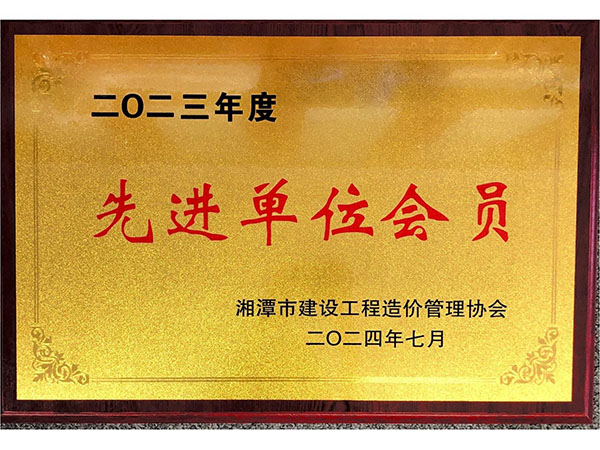 二〇二三年度
先进单位会员
湘潭市建设工程造价管理协会
二〇二四年七月